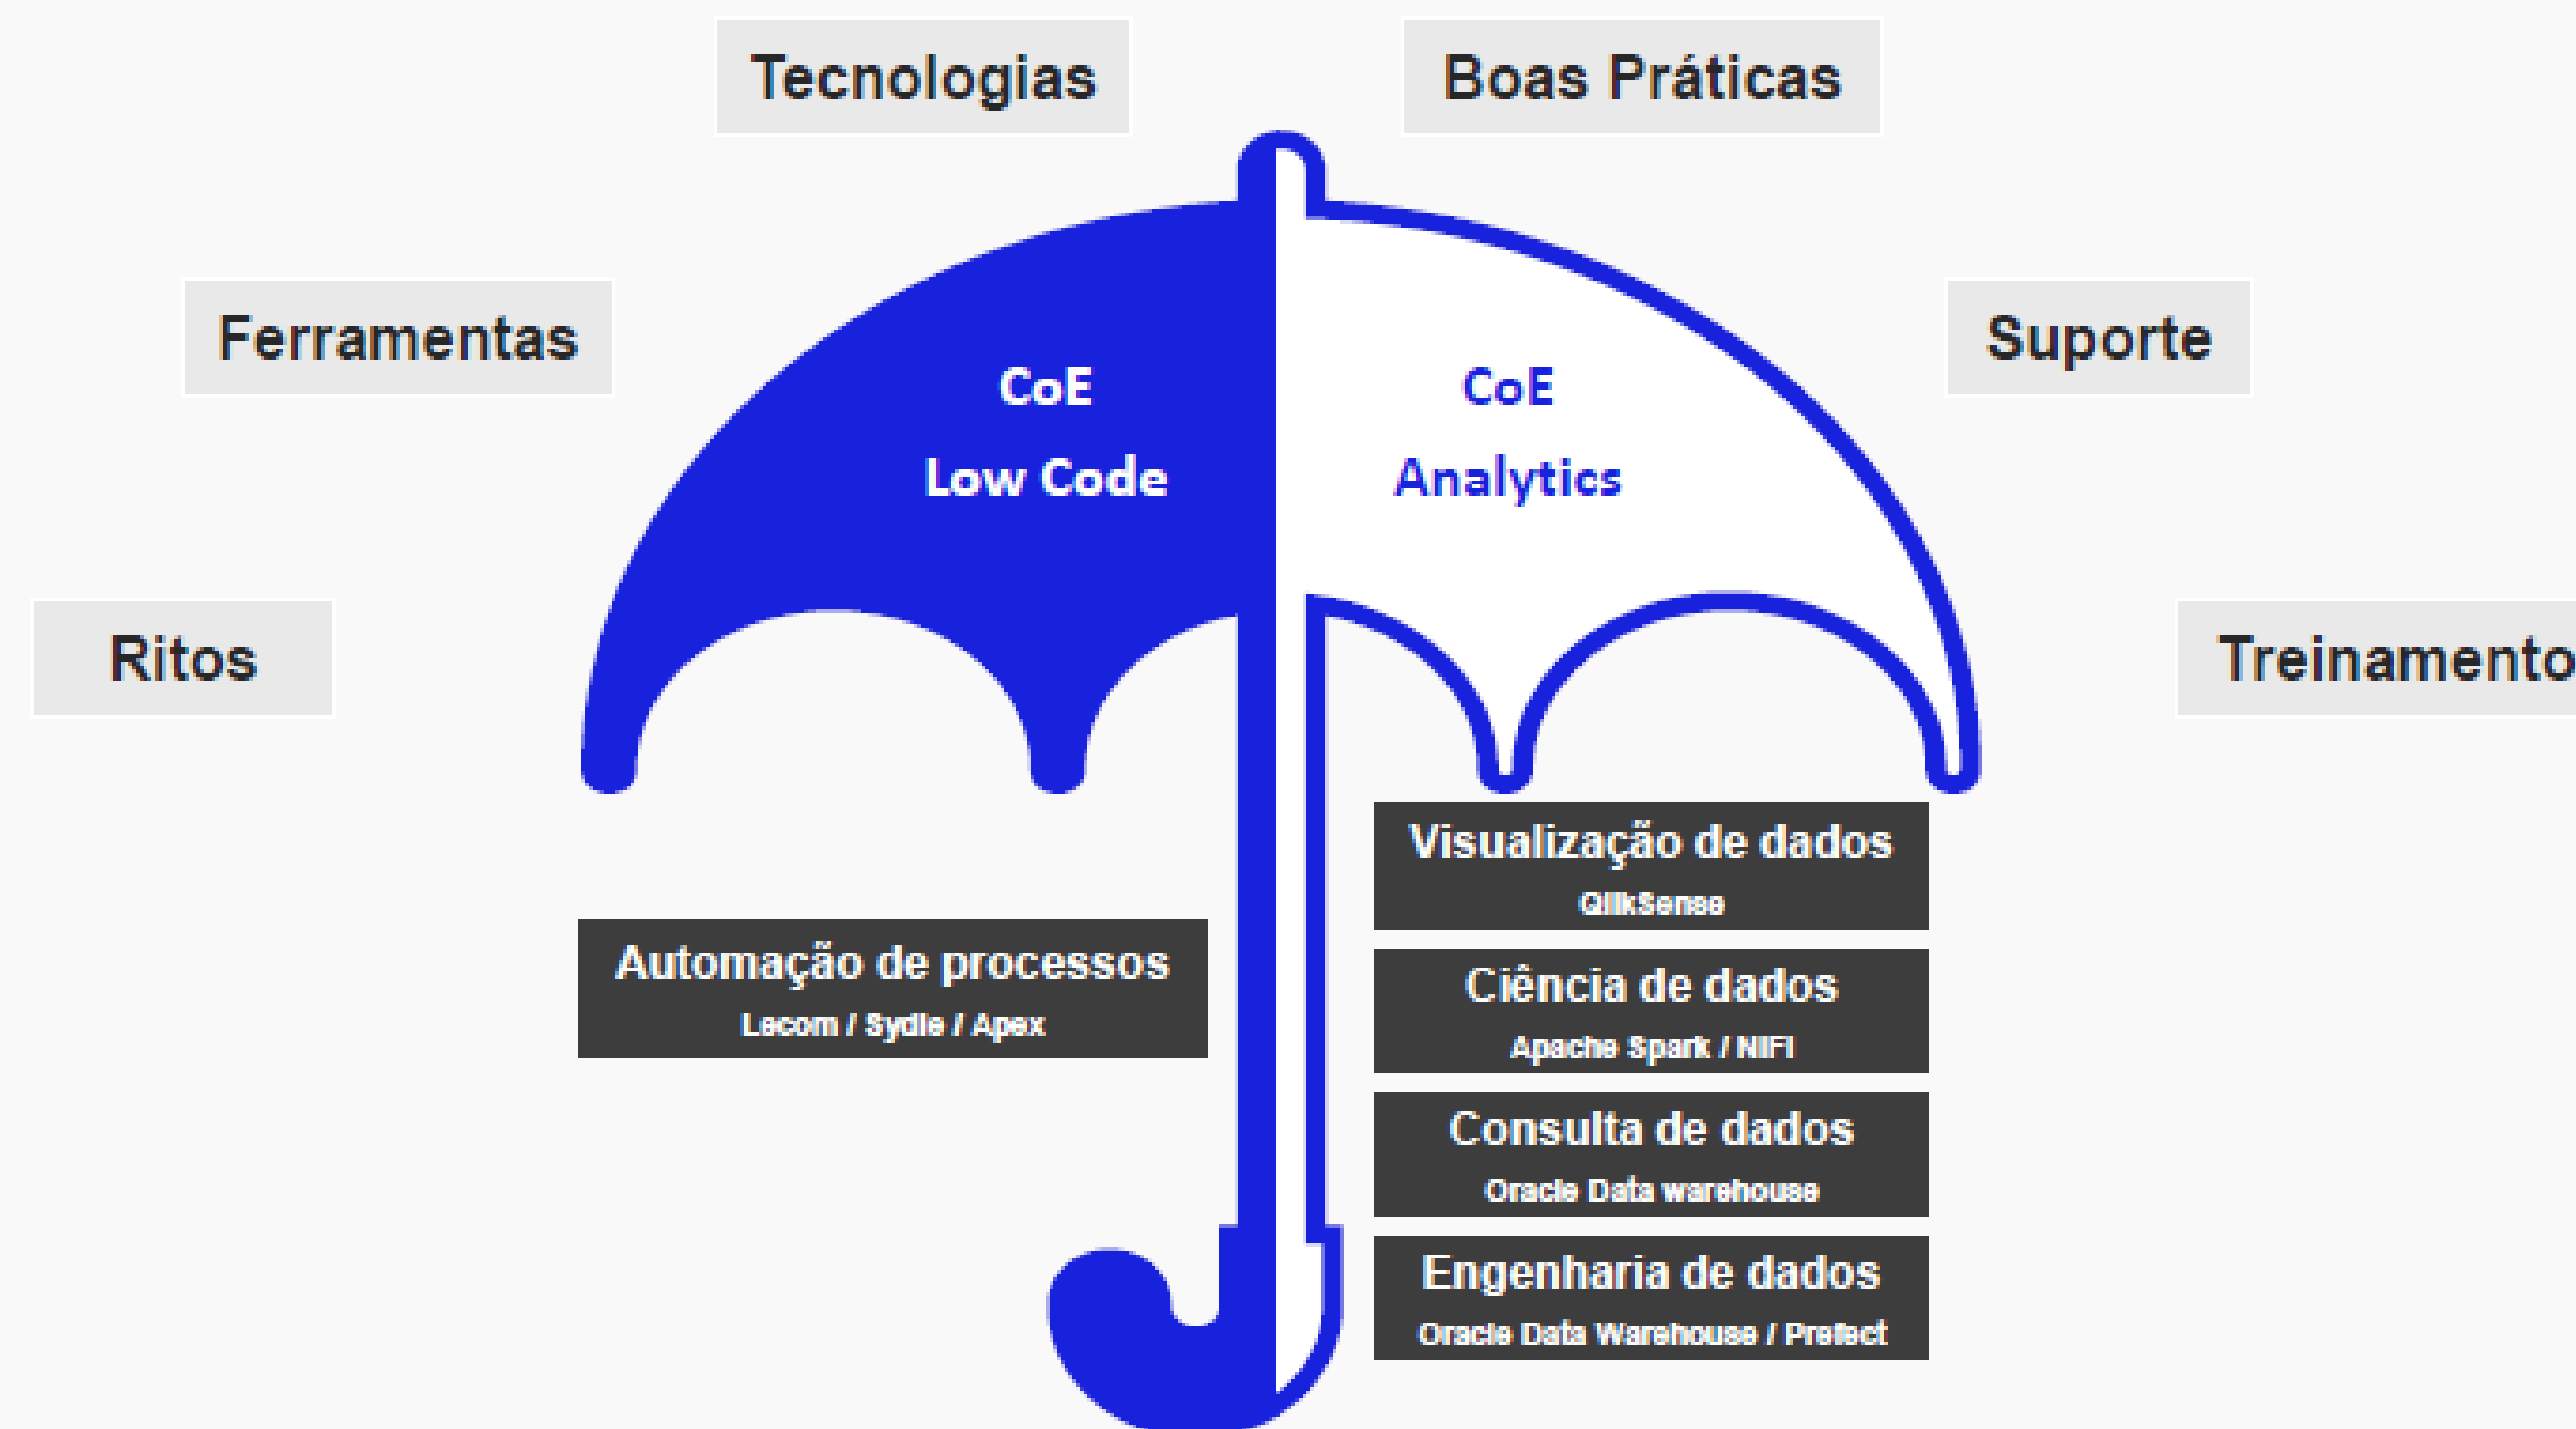 Tecnologias
Boas Práticas
Ferramentas
Suporte
CoE
Low Code
CoE
Analytics
Ritos
Treinamento
Visualização de dados
QlikSense
Automação de processos
Lecom / Sydle / Apex
Ciência de dados
Apache Spark / NIFI
Consulta de dados
Oracle Data warehouse
Engenharia de dados
Oracle Data Warehouse / Prefect